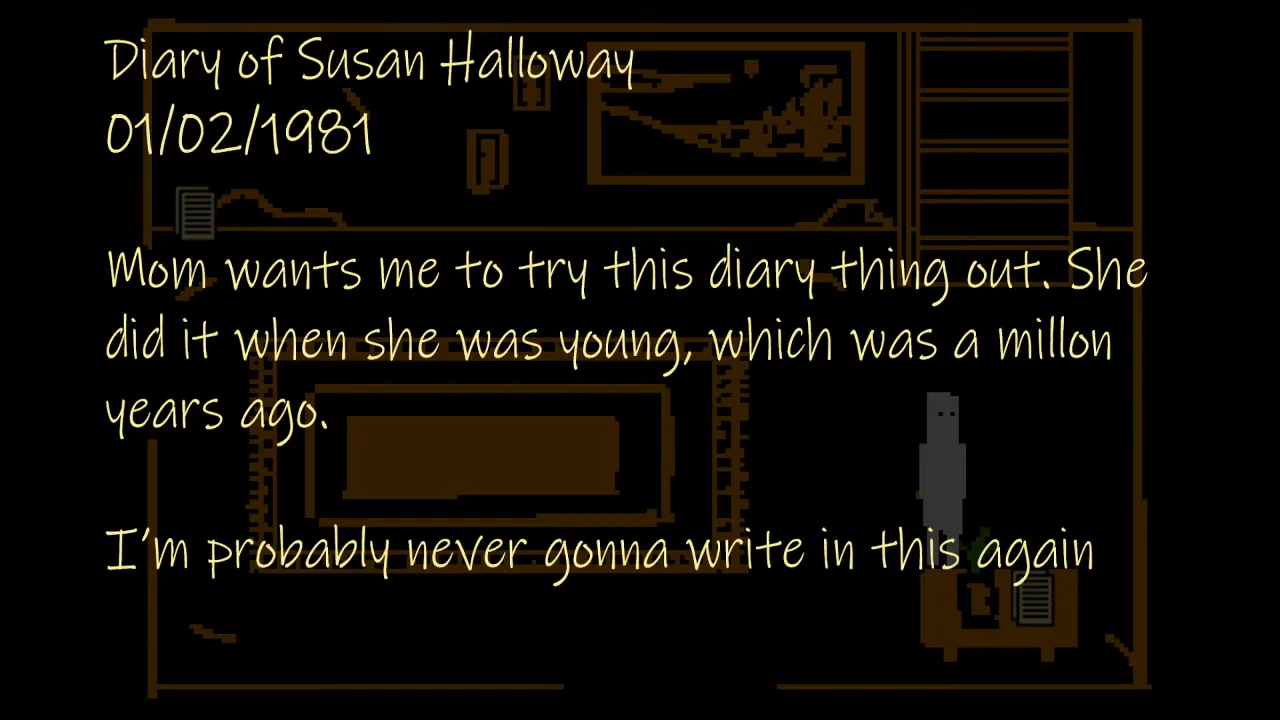 Diary of Susan Halloway
01/02/1981
Mom wants me to try this diary thing out. She
did it when she was young, which was a millon
years ago.
I'm probably never gonna write in this again